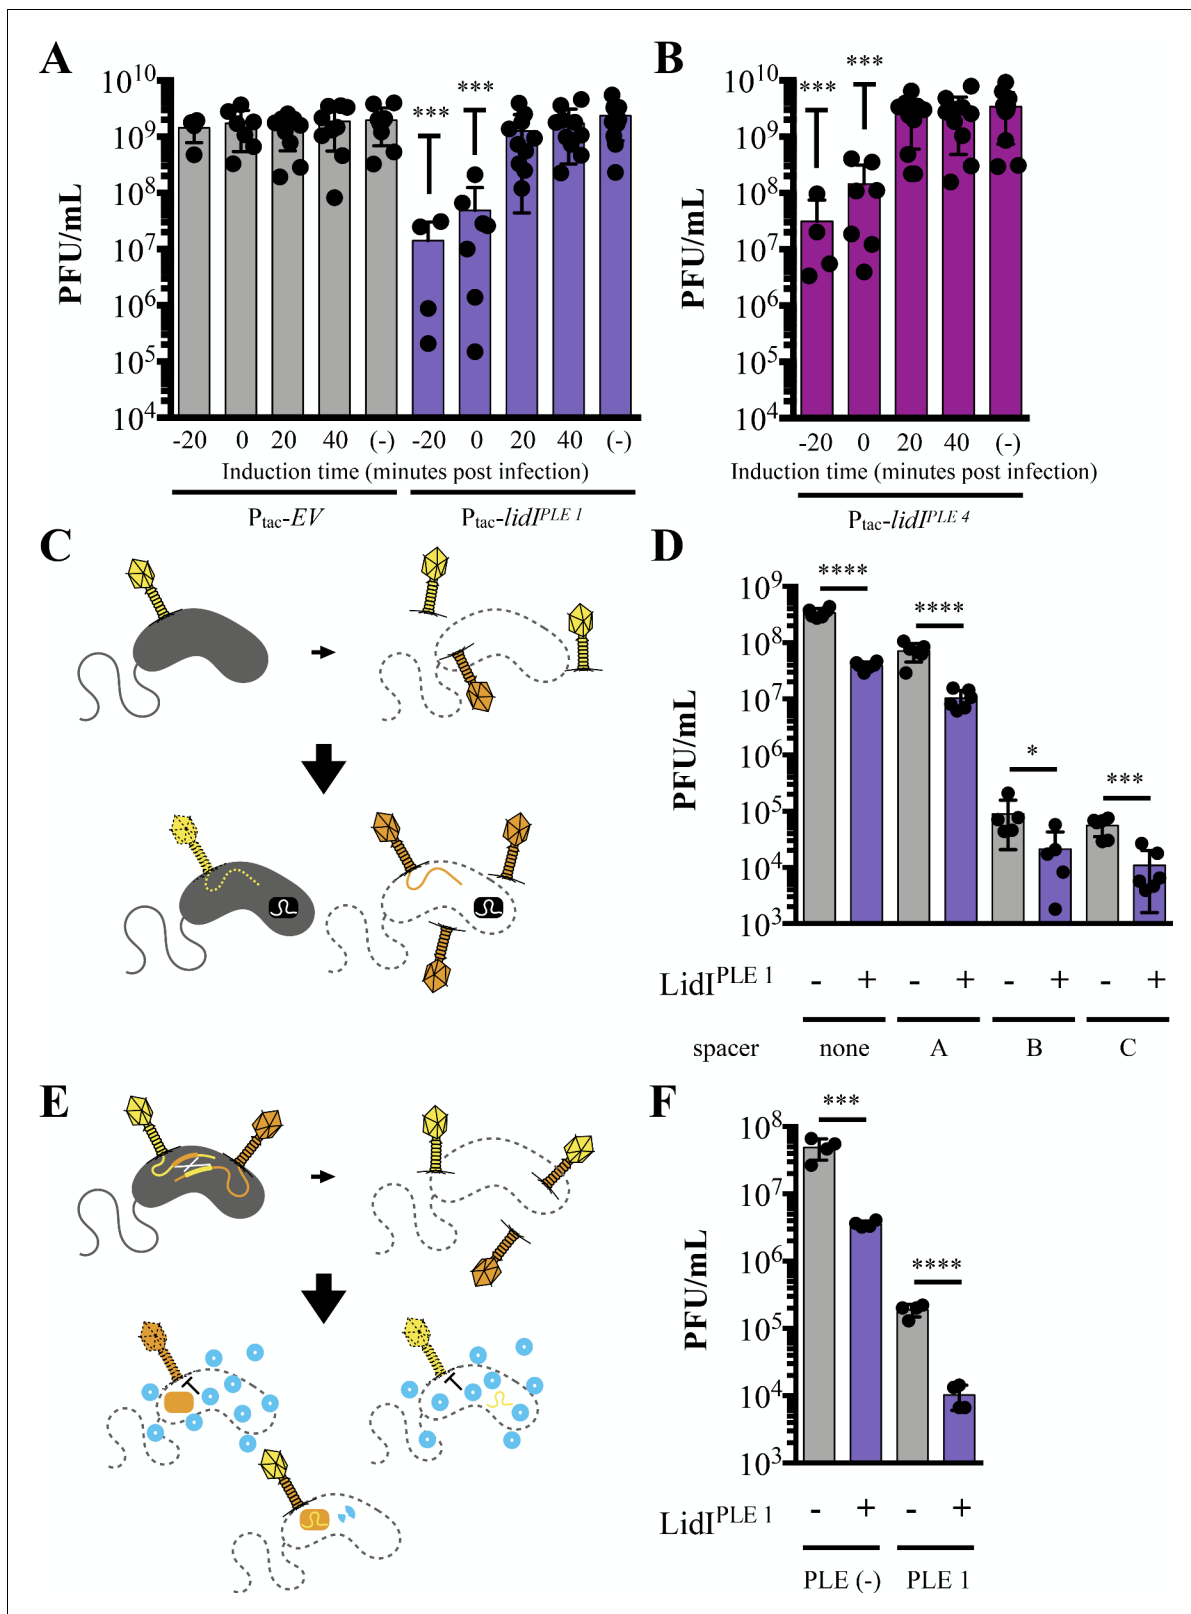 A
B
***
***
***
***
10^10
10^9
10^8
10^7
10^6
10^5
10^4
PFU/mL
10^10
10^9
10^8
10^7
10^6
10^5
10^4
PFU/mL
-20 0 20 40 (-) -20 0 20 40 (-)
-20 0 20 40 (-)
Induction time (minutes post infection)
Induction time (minutes post infection)
P_tac-EV
P_tac-lidI^PLE 1
P_tac-lidI^PLE 4
C
D
****
****
*
***
10^9
10^8
10^7
10^6
10^5
10^4
10^3
PFU/mL
LidI^PLE 1 - + - + - + - +
spacer none A B C
E
F
***
****
10^8
10^7
10^6
10^5
10^4
10^3
PFU/mL
LidI^PLE 1 - + - +
PLE (-) PLE 1